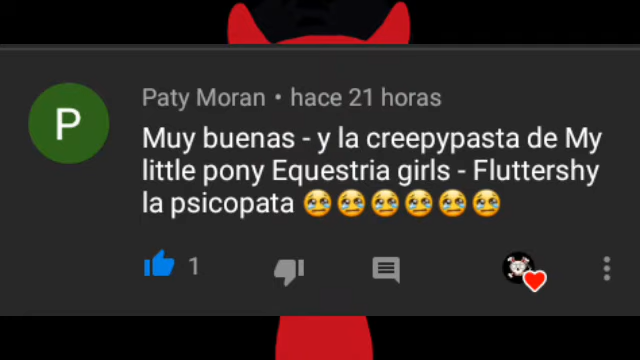 P
Paty Moran • hace 21 horas
Muy buenas - y la creepypasta de My
little pony Equestria girls - Fluttershy
la psicopata 🥹🥹🥹🥹🥹🥹
1